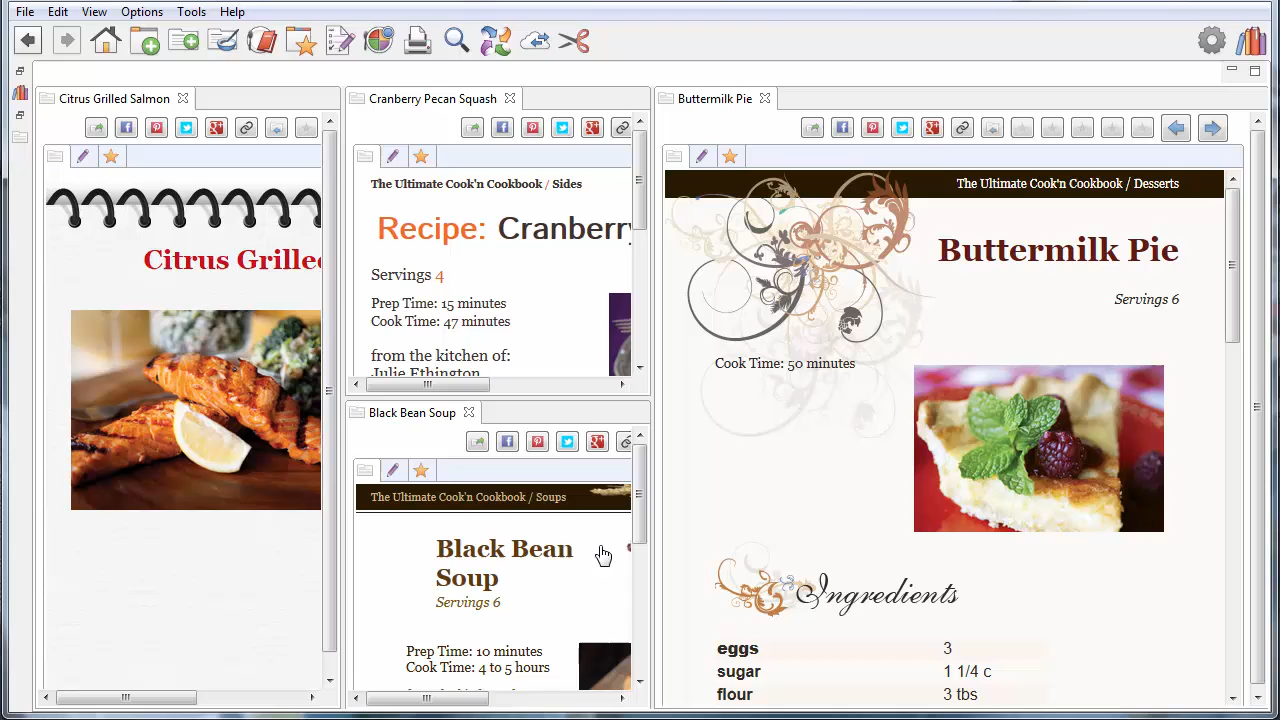 File Edit View Options Tools Help
Citrus Grilled Salmon
Citrus Grille
Cranberry Pecan Squash
The Ultimate Cook'n Cookbook / Sides
Recipe: Cranberry
Servings 4
Prep Time: 15 minutes
Cook Time: 47 minutes
from the kitchen of:
Julie Ethington
Black Bean Soup
The Ultimate Cook'n Cookbook / Soups
Black Bean
Soup
Servings 6
Prep Time: 10 minutes
Cook Time: 4 to 5 hours
Buttermilk Pie
The Ultimate Cook'n Cookbook / Desserts
Buttermilk Pie
Servings 6
Cook Time: 50 minutes
Ingredients
eggs 3
sugar 1 1/4 c
flour 3 tbs